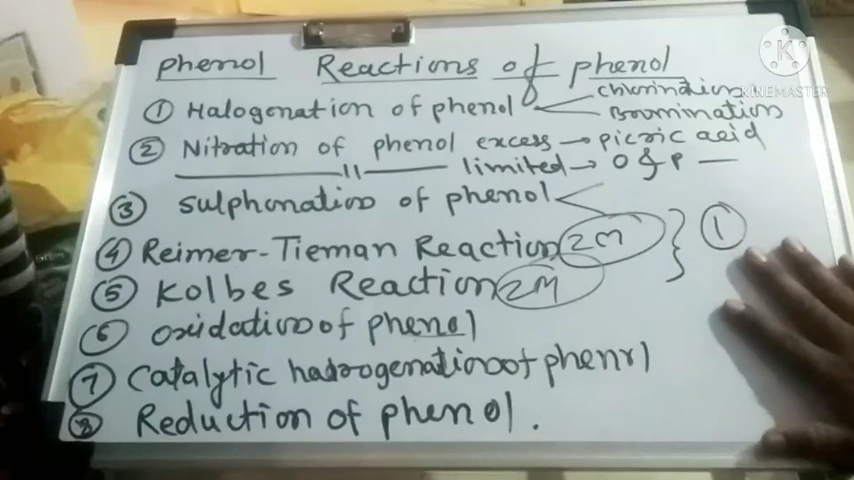 phenol Reactions of phenol
① Halogenation of phenol chlorination
Bromination
② Nitration of phenol excess → picric acid
—— 11 —— limited → O & P —
③ sulphonation of phenol
④ Reimer-Tieman Reaction 2M } ①
⑤ Kolbes Reaction 2M
⑥ oxidation of phenol
⑦ Catalytic hadrogenation of phenol
⑧ Reduction of phenol.
K
KINEMASTER